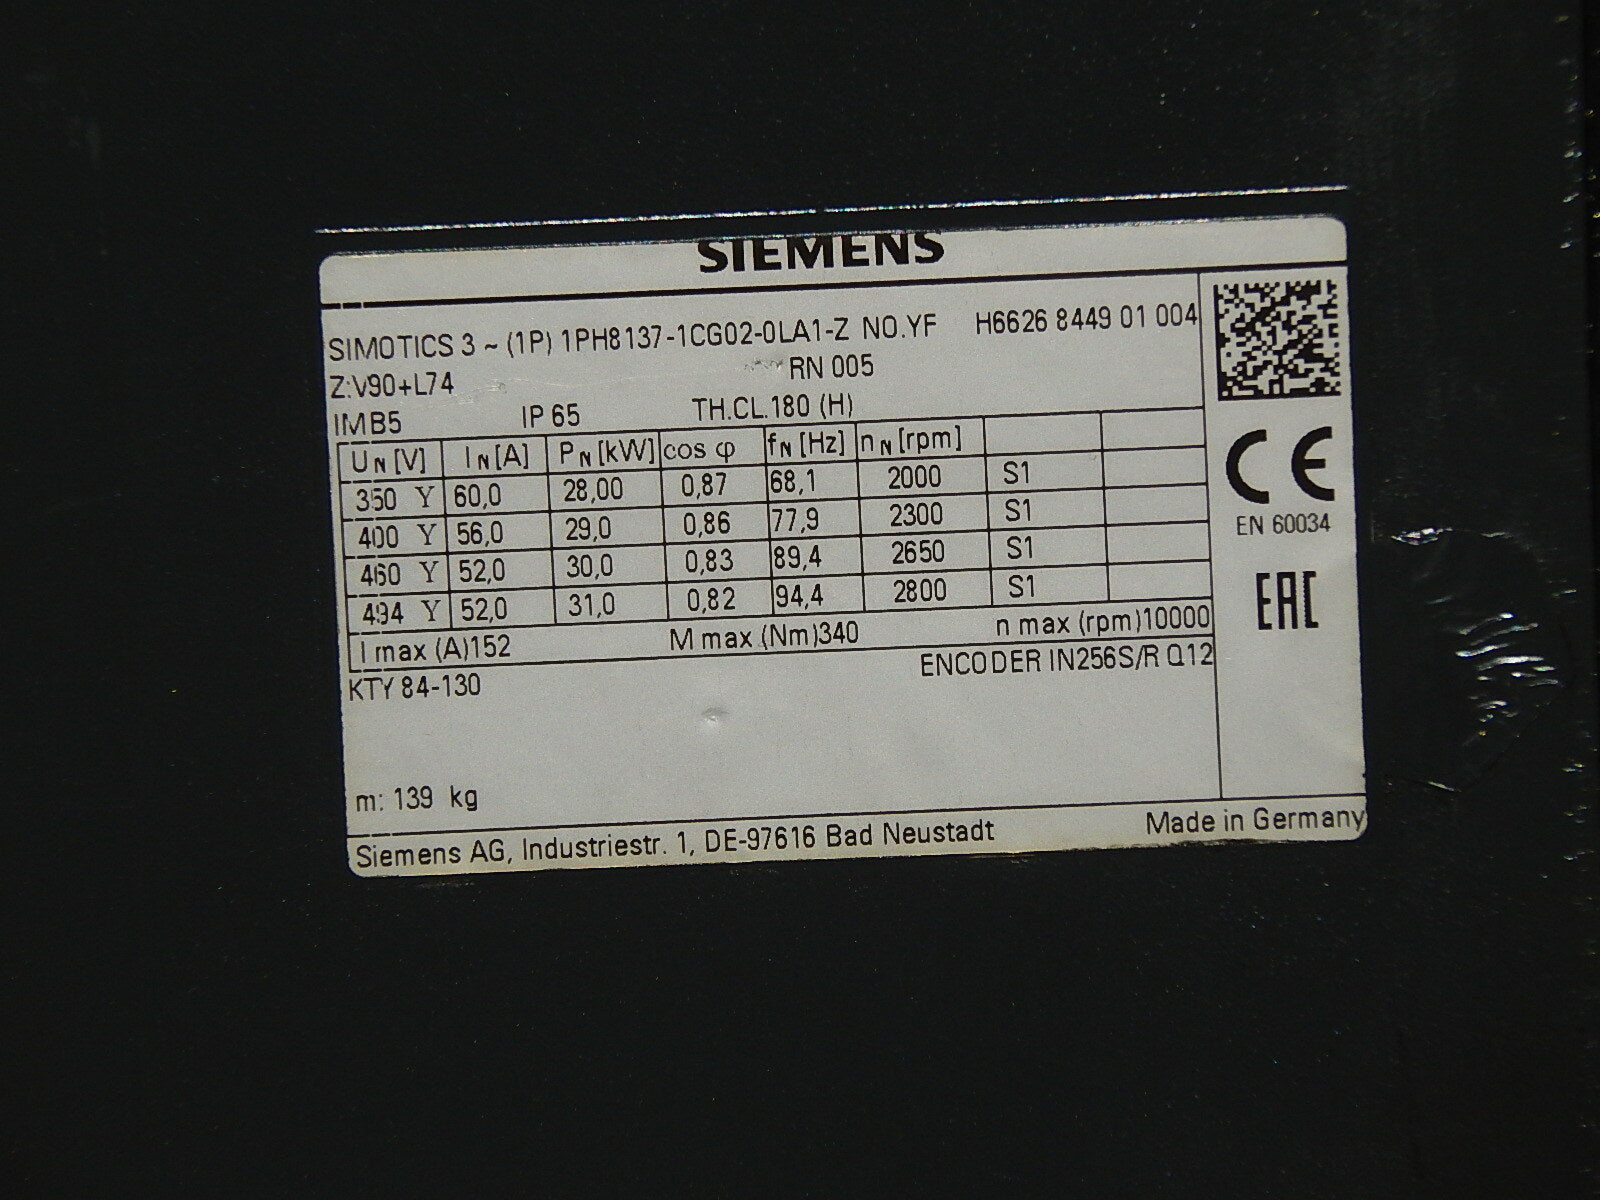 SIEMENS
SIMOTICS 3 ~ (1P) 1PH8137-1CG02-0LA1-Z NO.YF H6626 8449 01 004
Z:V90+L74 RN 005
IMB5 IP 65 TH.CL.180 (H)
UN [V] IN [A] PN [kW] cos φ fN [Hz] nN [rpm]
350 Y 60,0 28,00 0,87 68,1 2000 S1
400 Y 56,0 29,0 0,86 77,9 2300 S1
460 Y 52,0 30,0 0,83 89,4 2650 S1
494 Y 52,0 31,0 0,82 94,4 2800 S1
I max (A)152 M max (Nm)340 n max (rpm)10000
KTY 84-130 ENCODER IN256S/R Q12
m: 139 kg
Siemens AG, Industriestr. 1, DE-97616 Bad Neustadt Made in Germany
CE
EN 60034
EAC